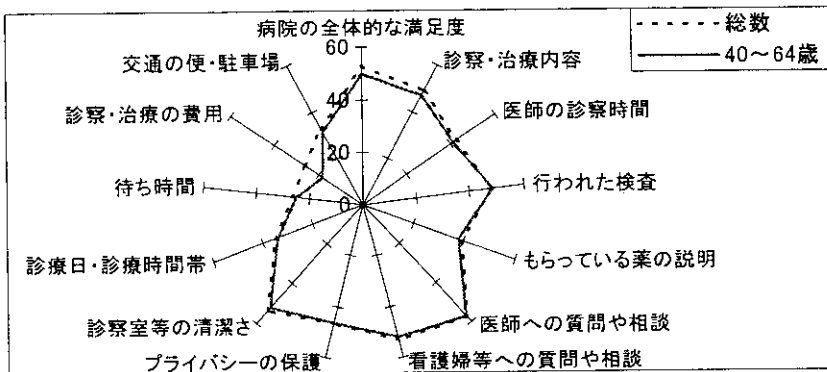 病院の全体的な満足度
総数
40～64歳
60
40
20
0
診察・治療内容
医師の診察時間
行われた検査
もらっている薬の説明
医師への質問や相談
看護婦等への質問や相談
プライバシーの保護
診察室等の清潔さ
診療日・診療時間帯
待ち時間
診察・治療の費用
交通の便・駐車場